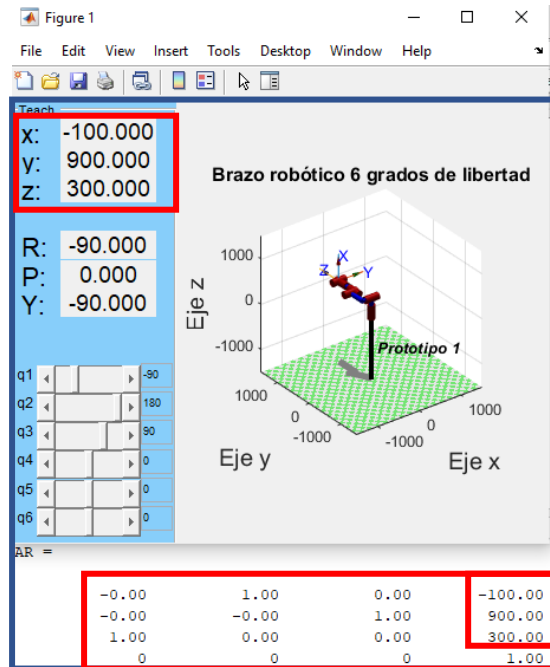 Figure 1
File Edit View Insert Tools Desktop Window Help
Teach
x: -100.000
y: 900.000
z: 300.000
R: -90.000
P: 0.000
Y: -90.000
q1 -90
q2 180
q3 90
q4 0
q5 0
q6 0
Brazo robótico 6 grados de libertad
1000
0
-1000
Eje z
Z X Y
Prototipo 1
1000
0
-1000
Eje y
-1000
0
1000
Eje x
AR =
-0.00 1.00 0.00 -100.00
-0.00 -0.00 1.00 900.00
1.00 0.00 0.00 300.00
0 0 0 1.00